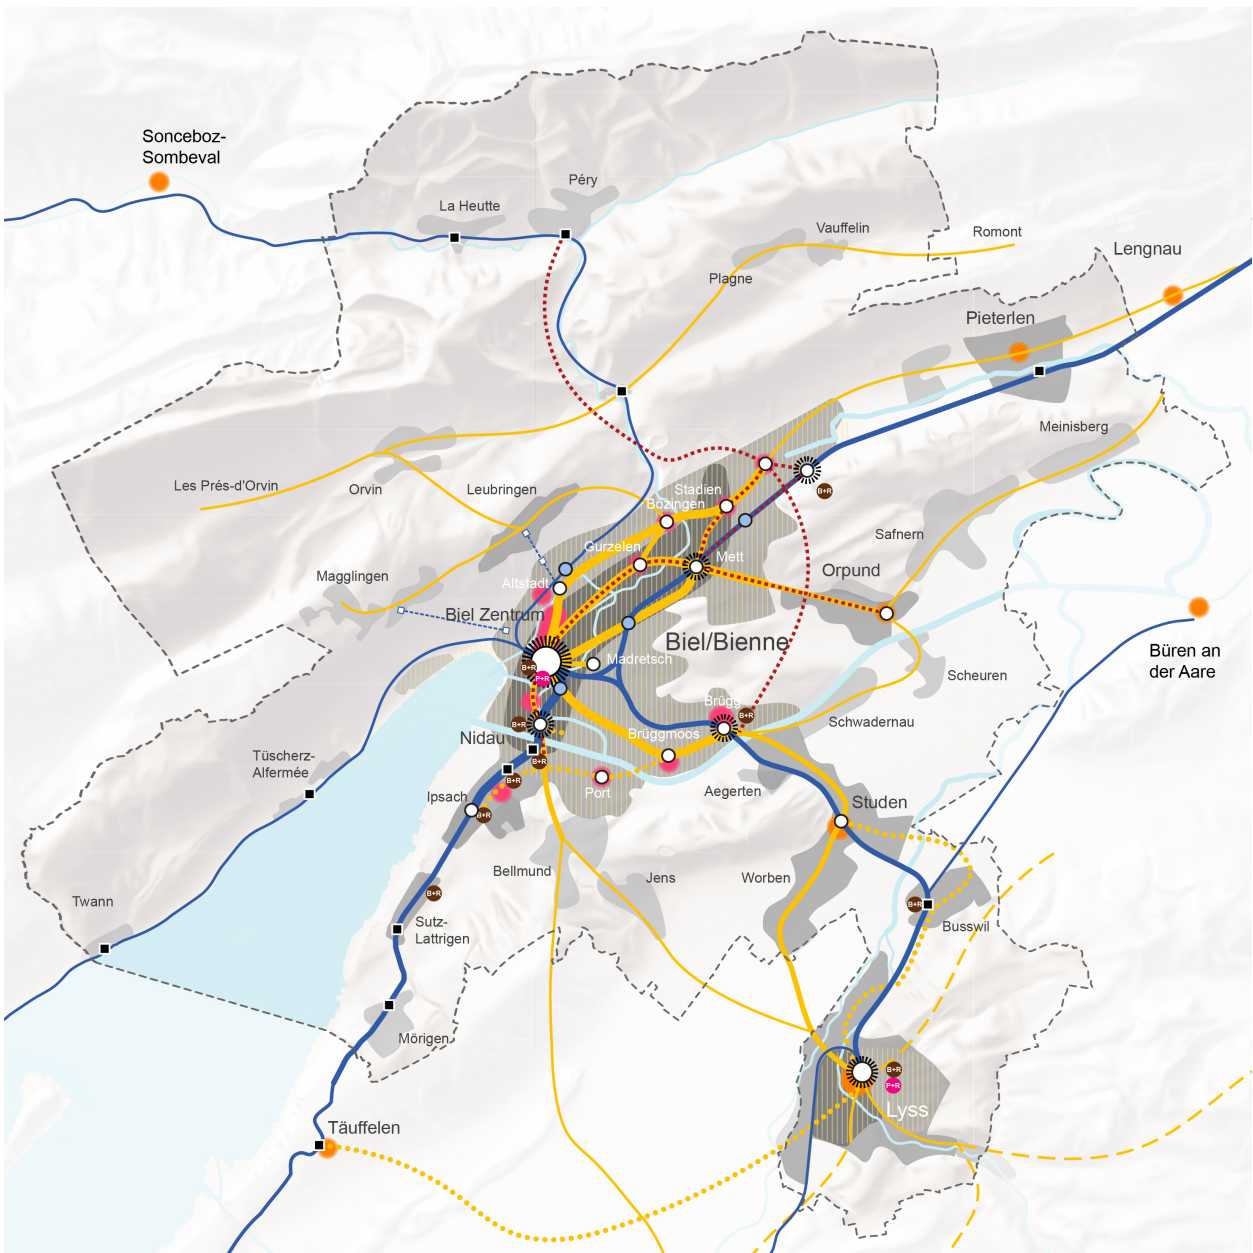 Sonceboz-
Sombeval
Péry
La Heutte
Vauffelin
Romont
Lengnau
Plagne
Pieterlen
Meinisberg
Les Prés-d'Orvin
Orvin
Leubringen
Stadien
Bözingen
B+R
Safnern
Gurzelen
Mett
Orpund
Magglingen
Altstadt
Biel Zentrum
Biel/Bienne
Büren an
der Aare
Madretsch
B+R
P+R
Scheuren
Brügg
B+R
Schwadernau
B+R
Nidau
Brüggmoos
Tüscherz-
Alfermée
B+R
B+R
Port
Aegerten
Ipsach
B+R
Studen
Bellmund
Jens
Worben
B+R
Twann
B+R
Sutz-
Lattrigen
Busswil
Mörigen
B+R
P+R
Lyss
Täuffelen